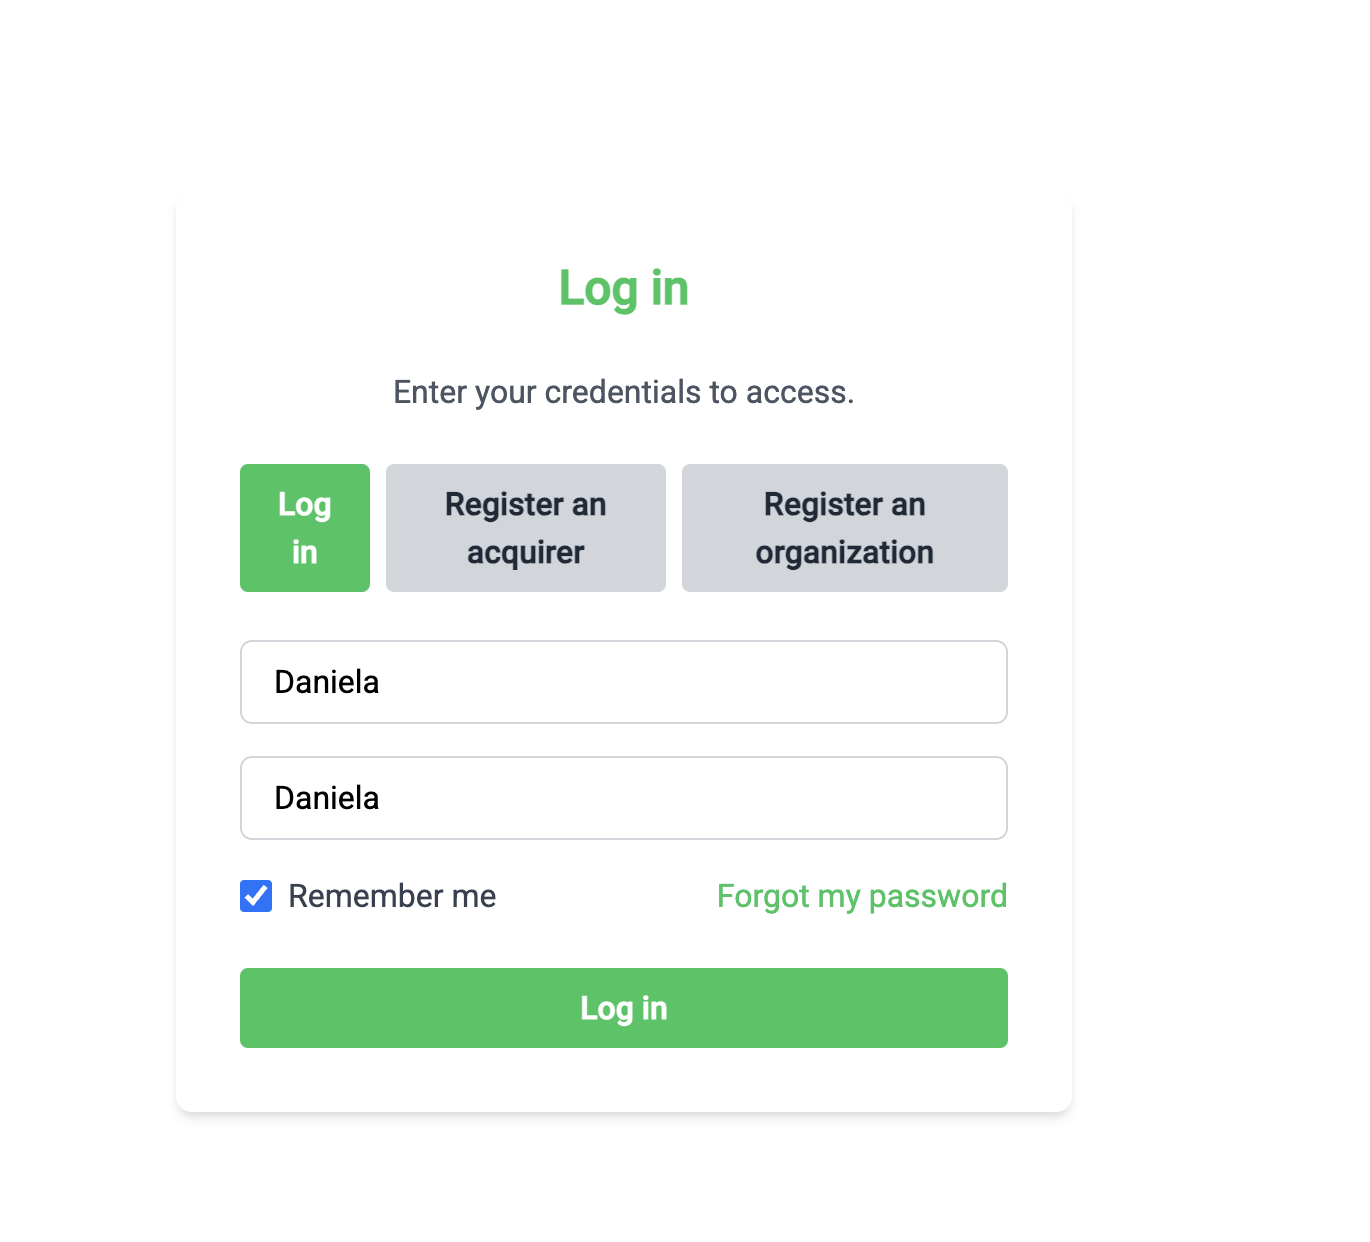 Log in
Enter your credentials to access.
Log
in
Register an
acquirer
Register an
organization
Daniela
Daniela
Remember me
Forgot my password
Log in